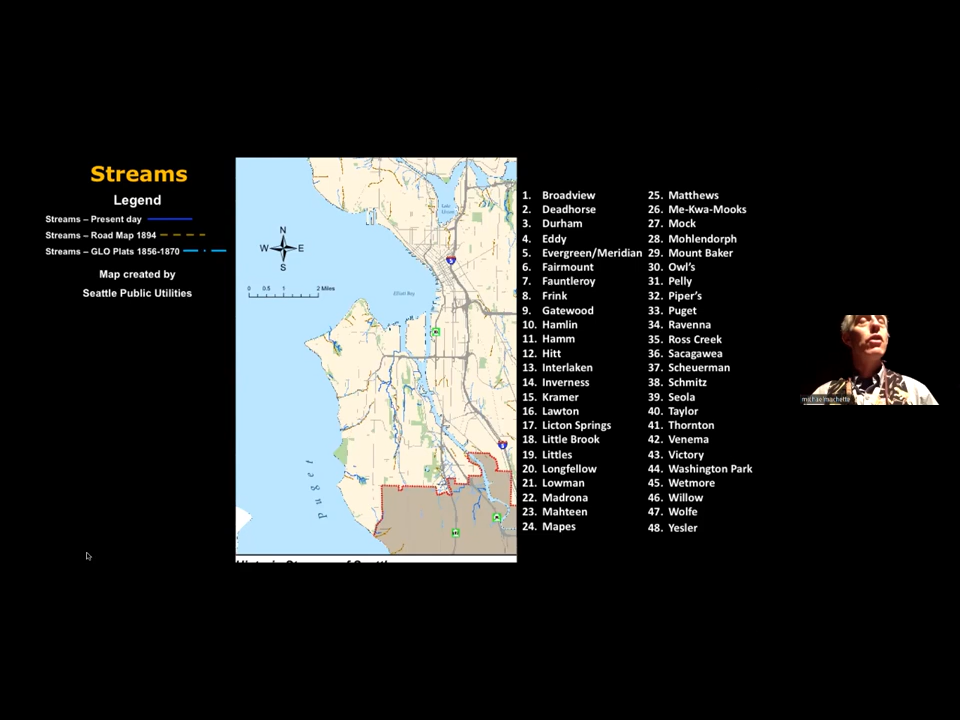 Streams
Legend
Streams – Present day
Streams – Road Map 1894
Streams – GLO Plats 1856-1870
Map created by
Seattle Public Utilities
N
W E
S
0 0.5 1 2 Miles
Elliott Bay
Puget
1. Broadview
2. Deadhorse
3. Durham
4. Eddy
5. Evergreen/Meridian
6. Fairmount
7. Fauntleroy
8. Frink
9. Gatewood
10. Hamlin
11. Hamm
12. Hitt
13. Interlaken
14. Inverness
15. Kramer
16. Lawton
17. Licton Springs
18. Little Brook
19. Littles
20. Longfellow
21. Lowman
22. Madrona
23. Mahteen
24. Mapes
25. Matthews
26. Me-Kwa-Mooks
27. Mock
28. Mohlendorph
29. Mount Baker
30. Owl's
31. Pelly
32. Piper's
33. Puget
34. Ravenna
35. Ross Creek
36. Sacagawea
37. Scheuerman
38. Schmitz
39. Seola
40. Taylor
41. Thornton
42. Venema
43. Victory
44. Washington Park
45. Wetmore
46. Willow
47. Wolfe
48. Yesler